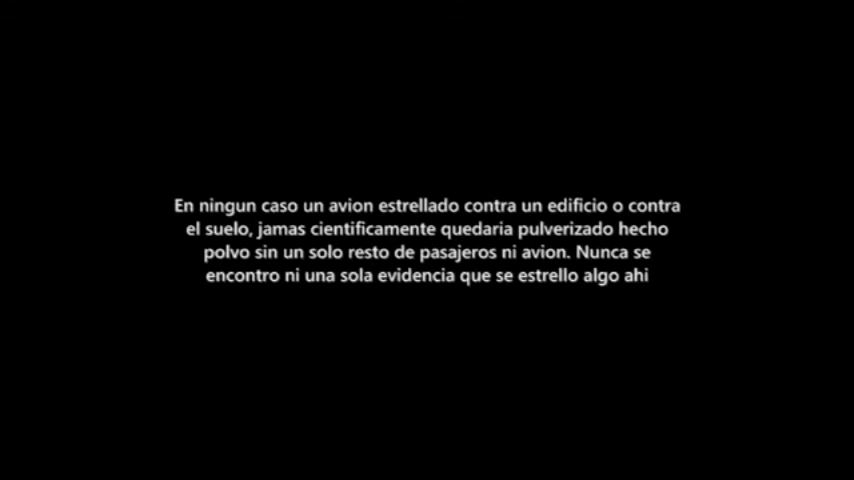 En ningun caso un avion estrellado contra un edificio o contra
el suelo, jamas cientificamente quedaria pulverizado hecho
polvo sin un solo resto de pasajeros ni avion. Nunca se
encontro ni una sola evidencia que se estrello algo ahi